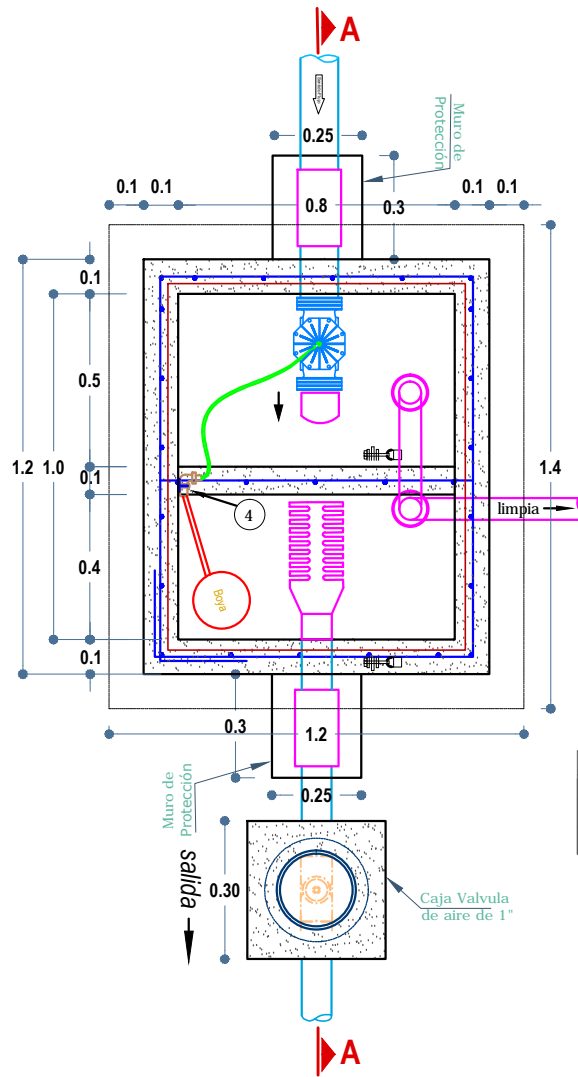 A
Muro de
Protección
0.25
0.1
0.1
0.8
0.1
0.1
0.3
0.1
0.5
1.2
1.0
0.1
1.4
4
limpia
0.4
Boya
0.1
0.3
1.2
Muro de
Protección
0.25
salida
0.30
Caja Valvula
de aire de 1"
A